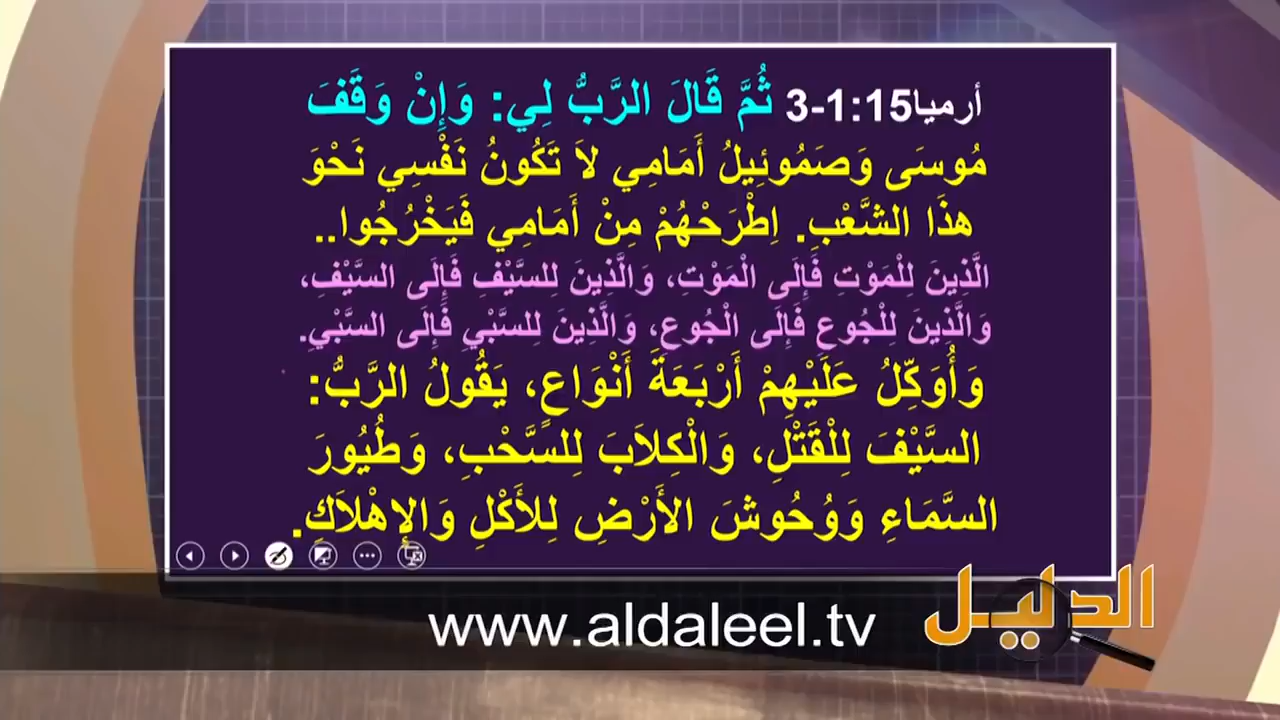 أرميا15:1-3 ثُمَّ قَالَ الرَّبُّ لِي: وَإِنْ وَقَفَ
مُوسَى وَصَمُوئِيلُ أَمَامِي لاَ تَكُونُ نَفْسِي نَحْوَ
هذَا الشَّعْبِ. اِطْرَحْهُمْ مِنْ أَمَامِي فَيَخْرُجُوا..
الَّذِينَ لِلْمَوْتِ فَإِلَى الْمَوْتِ، وَالَّذِينَ لِلسَّيْفِ فَإِلَى السَّيْفِ،
وَالَّذِينَ لِلْجُوعِ فَإِلَى الْجُوعِ، وَالَّذِينَ لِلسَّبْيِ فَإِلَى السَّبْيِ.
وَأُوَكِّلُ عَلَيْهِمْ أَرْبَعَةَ أَنْوَاعٍ، يَقُولُ الرَّبُّ:
السَّيْفَ لِلْقَتْلِ، وَالْكِلاَبَ لِلسَّحْبِ، وَطُيُورَ
السَّمَاءِ وَوُحُوشَ الأَرْضِ لِلأَكْلِ وَالإِهْلاَكِ.
الدليل
www.aldaleel.tv